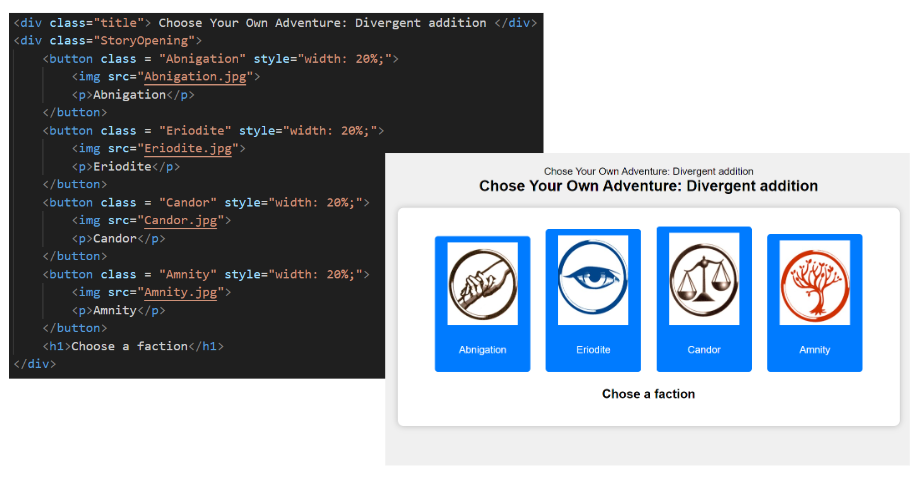 <div class="title"> Choose Your Own Adventure: Divergent addition </div>
<div class="StoryOpening">
<button class = "Abnigation" style="width: 20%;">
<img src="Abnigation.jpg">
<p>Abnigation</p>
</button>
<button class = "Eriodite" style="width: 20%;">
<img src="Eriodite.jpg">
<p>Eriodite</p>
</button>
<button class = "Candor" style="width: 20%;">
<img src="Candor.jpg">
<p>Candor</p>
</button>
<button class = "Amnity" style="width: 20%;">
<img src="Amnity.jpg">
<p>Amnity</p>
</button>
<h1>Choose a faction</h1>
</div>
Chose Your Own Adventure: Divergent addition
Chose Your Own Adventure: Divergent addition
Abnigation Eriodite Candor Amnity
Chose a faction